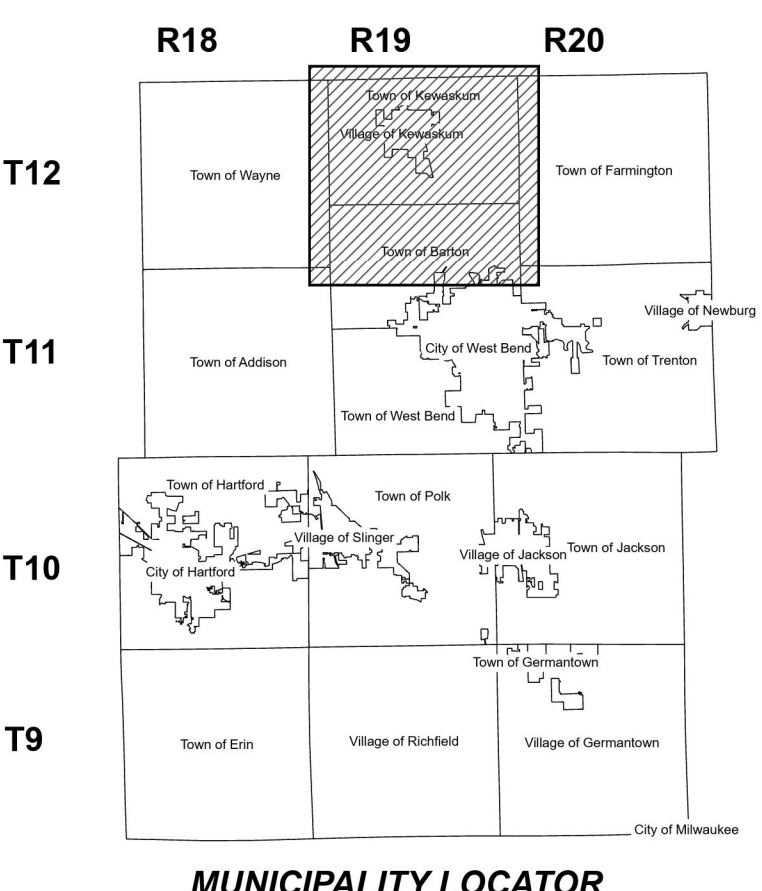 R18 R19 R20
Town of Kewaskum
Village of Kewaskum
T12
Town of Wayne
Town of Farmington
Town of Barton
Village of Newburg
T11
City of West Bend
Town of Addison
Town of Trenton
Town of West Bend
Town of Hartford
Town of Polk
Village of Slinger
Village of Jackson
Town of Jackson
T10
City of Hartford
Town of Germantown
T9
Town of Erin
Village of Richfield
Village of Germantown
City of Milwaukee
MUNICIPALITY LOCATOR